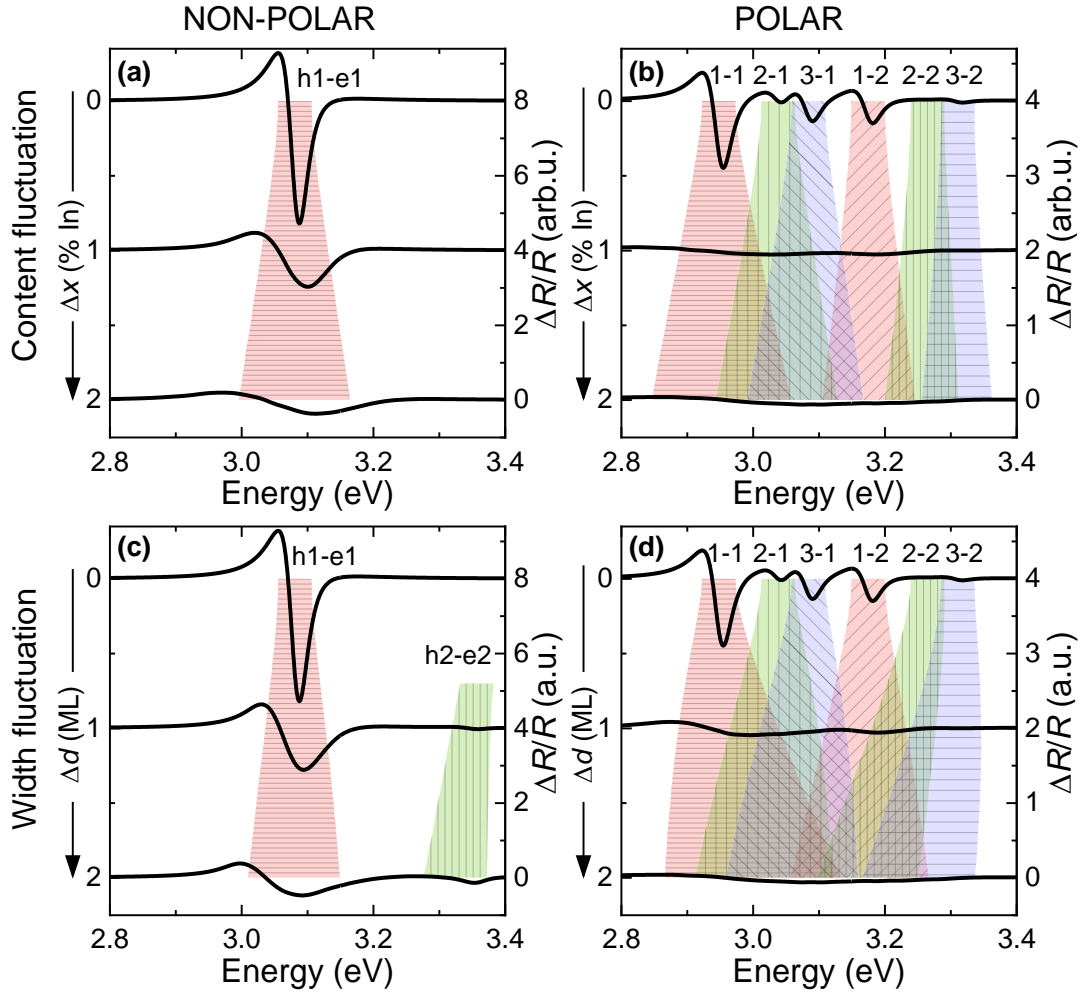 NON-POLAR
POLAR
Content fluctuation
(a)
h1-e1
0
1
2
Δx (% In)
8
6
4
2
0
ΔR/R (arb.u.)
2.8
3.0
3.2
3.4
Energy (eV)
(b)
1-1 2-1 3-1 1-2 2-2 3-2
0
1
2
Δx (% In)
4
3
2
1
0
ΔR/R (arb.u.)
2.8
3.0
3.2
3.4
Energy (eV)
Width fluctuation
(c)
h1-e1
h2-e2
0
1
2
Δd (ML)
8
6
4
2
0
ΔR/R (a.u.)
2.8
3.0
3.2
3.4
Energy (eV)
(d)
1-1 2-1 3-1 1-2 2-2 3-2
0
1
2
Δd (ML)
4
3
2
1
0
ΔR/R (a.u.)
2.8
3.0
3.2
3.4
Energy (eV)